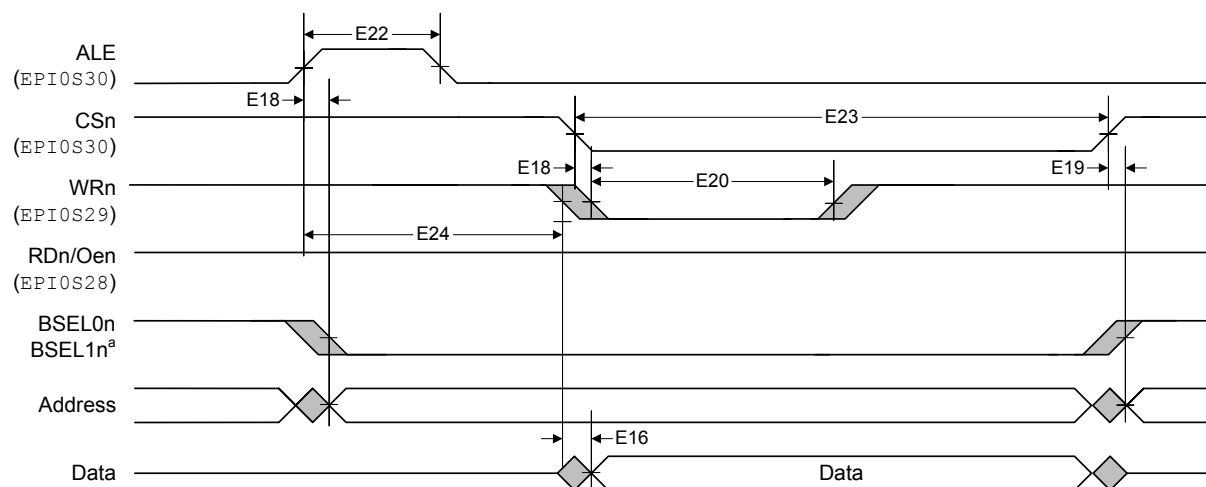 E22
ALE
(EPI0S30)
E18
CSn
E23
(EPI0S30)
E18
E20
E19
WRn
(EPI0S29)
E24
RDn/Oen
(EPI0S28)
BSEL0n
BSEL1nᵃ
Address
E16
Data
Data